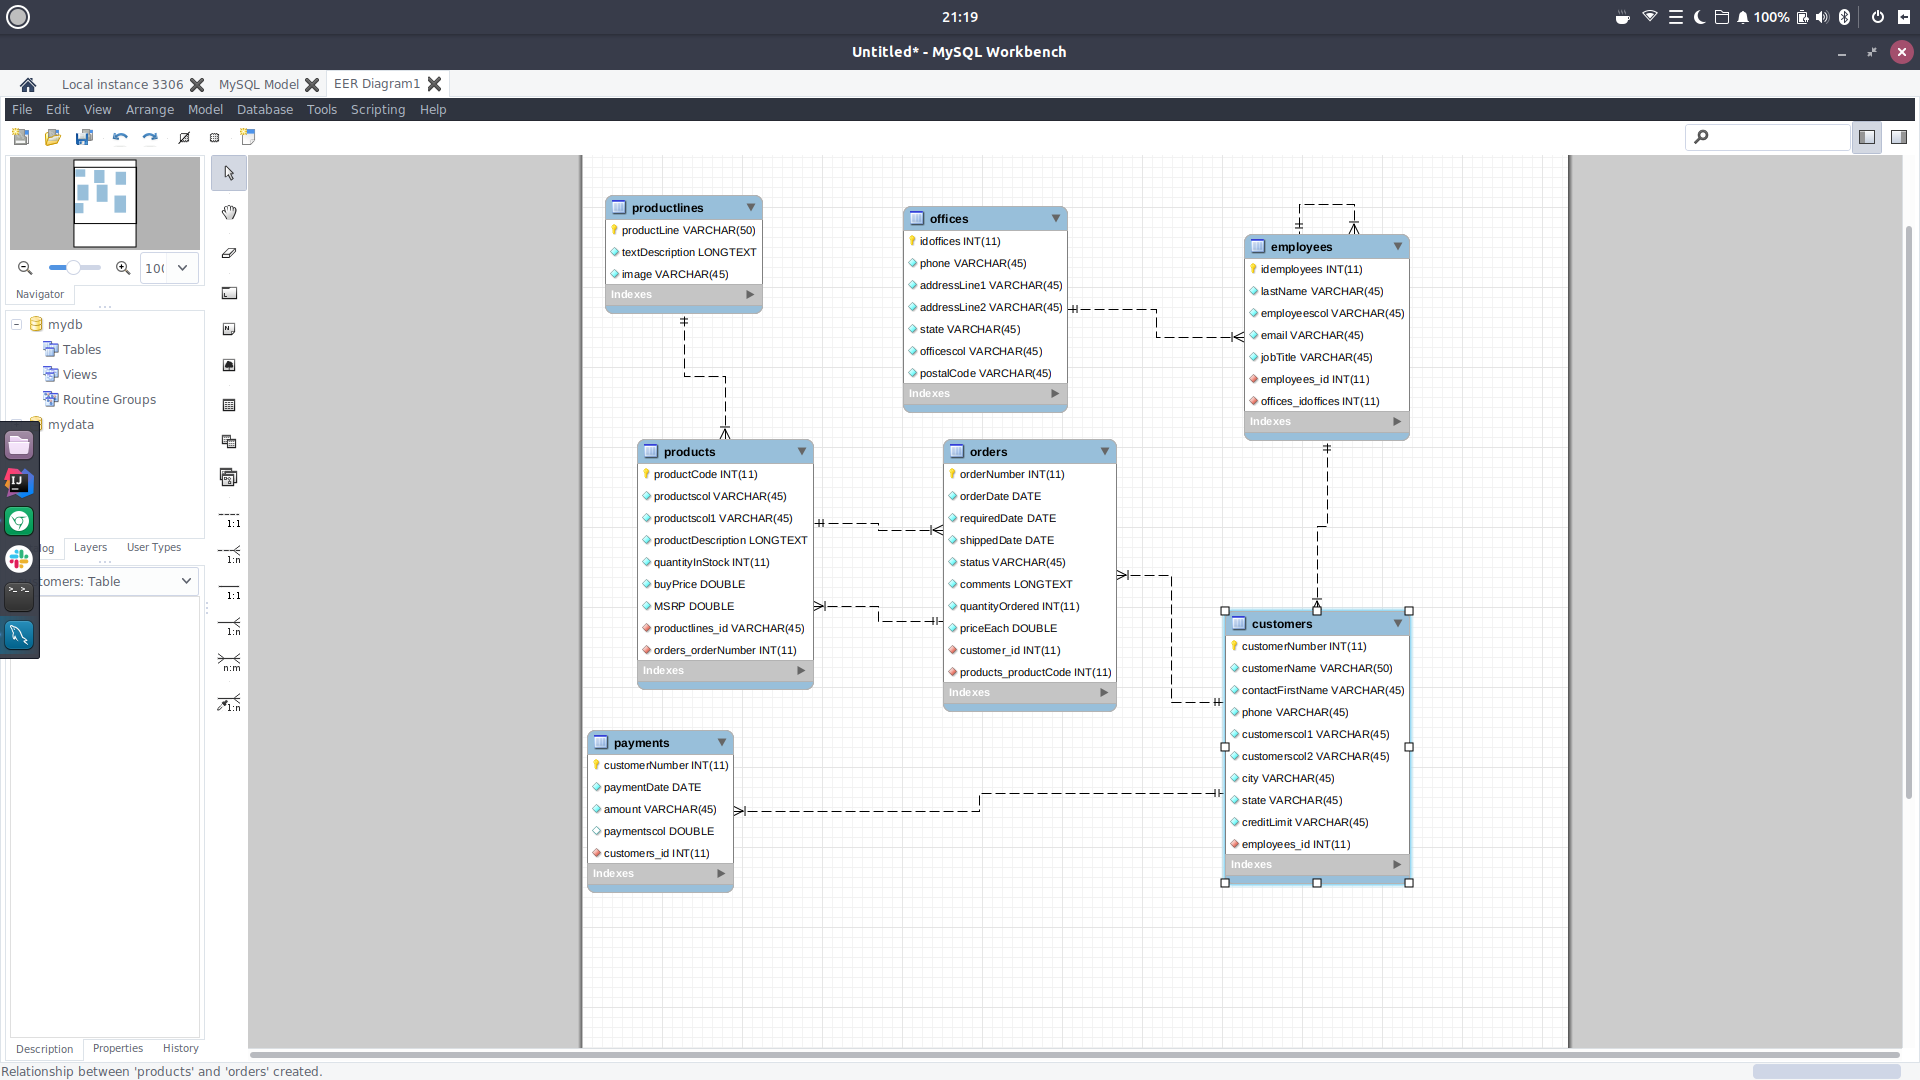 21:19
100%
Untitled* - MySQL Workbench
Local instance 3306
MySQL Model
EER Diagram1
File Edit View Arrange Model Database Tools Scripting Help
10
Navigator
mydb
Tables
Views
Routine Groups
mydata
og Layers User Types
tomers: Table
Description Properties History
1:1
1:n
1:1
1:n
n:m
1:n
productlines
productLine VARCHAR(50)
textDescription LONGTEXT
image VARCHAR(45)
Indexes
offices
idoffices INT(11)
phone VARCHAR(45)
addressLine1 VARCHAR(45)
addressLine2 VARCHAR(45)
state VARCHAR(45)
officescol VARCHAR(45)
postalCode VARCHAR(45)
Indexes
employees
idemployees INT(11)
lastName VARCHAR(45)
employeescol VARCHAR(45)
email VARCHAR(45)
jobTitle VARCHAR(45)
employees_id INT(11)
offices_idoffices INT(11)
Indexes
products
productCode INT(11)
productscol VARCHAR(45)
productscol1 VARCHAR(45)
productDescription LONGTEXT
quantityInStock INT(11)
buyPrice DOUBLE
MSRP DOUBLE
productlines_id VARCHAR(45)
orders_orderNumber INT(11)
Indexes
orders
orderNumber INT(11)
orderDate DATE
requiredDate DATE
shippedDate DATE
status VARCHAR(45)
comments LONGTEXT
quantityOrdered INT(11)
priceEach DOUBLE
customer_id INT(11)
products_productCode INT(11)
Indexes
customers
customerNumber INT(11)
customerName VARCHAR(50)
contactFirstName VARCHAR(45)
phone VARCHAR(45)
customerscol1 VARCHAR(45)
customerscol2 VARCHAR(45)
city VARCHAR(45)
state VARCHAR(45)
creditLimit VARCHAR(45)
employees_id INT(11)
Indexes
payments
customerNumber INT(11)
paymentDate DATE
amount VARCHAR(45)
paymentscol DOUBLE
customers_id INT(11)
Indexes
Relationship between 'products' and 'orders' created.